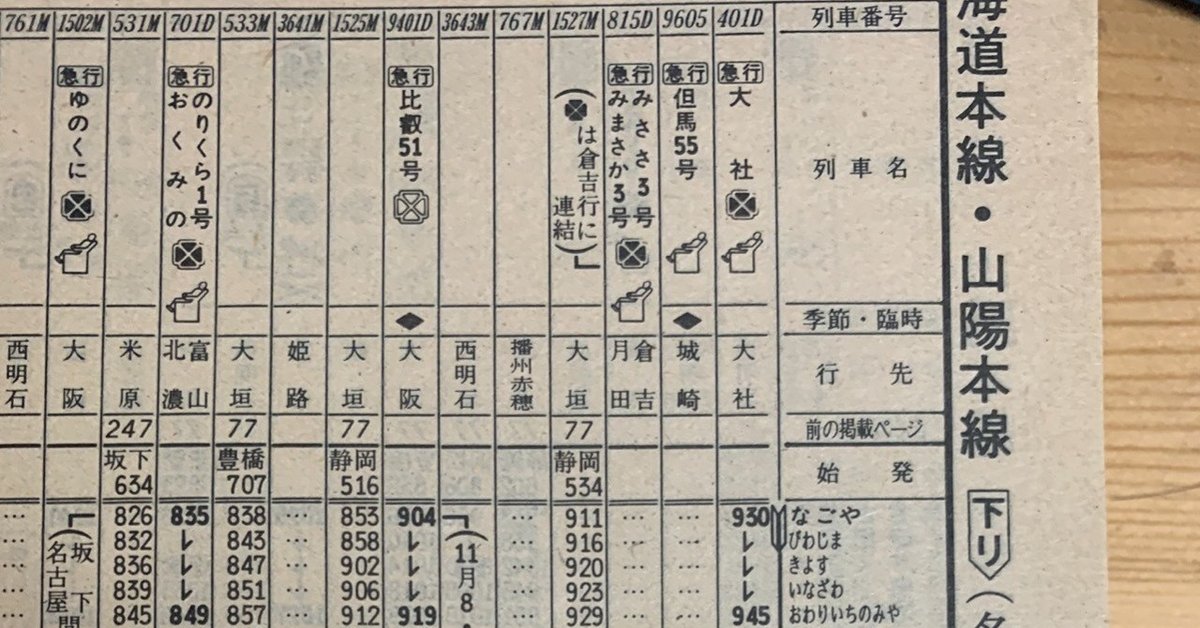 海道本線・山陽本線 下り (名
列車番号 401D 9605 815D 1527M 767M 3643M 9401D 1525M 3641M 533M 701D 531M 1502M 761M
列車名
急行 大社
急行 但馬55号
急行 みささ3号 みまさか3号
(は倉吉行に連結)
急行 比叡51号
急行 のりくら1号 おくみの
急行 ゆのくに
季節・臨時 ◆ ◆
行先 大社 城崎 倉吉 月田 大垣 播州赤穂 西明石 大阪 大垣 姫路 大垣 富山 北濃 米原 大阪 西明石
前の掲載ページ 77 77 77 247
始発 静岡 静岡 豊橋 坂下
534 516 707 634
なごや 930 … … 911 … 904 853 … 838 835 826 …
びわじま レ … … 916 … レ 858 … 843 レ 832 …
きよす レ … … 920 … レ 902 … 847 レ 836 …
いなざわ レ … … 923 … レ 906 … 851 レ 839 …
おわりいちのみや 945 … … 929 … 919 912 … 857 849 845 …
(11月8・
(坂下 名古屋間